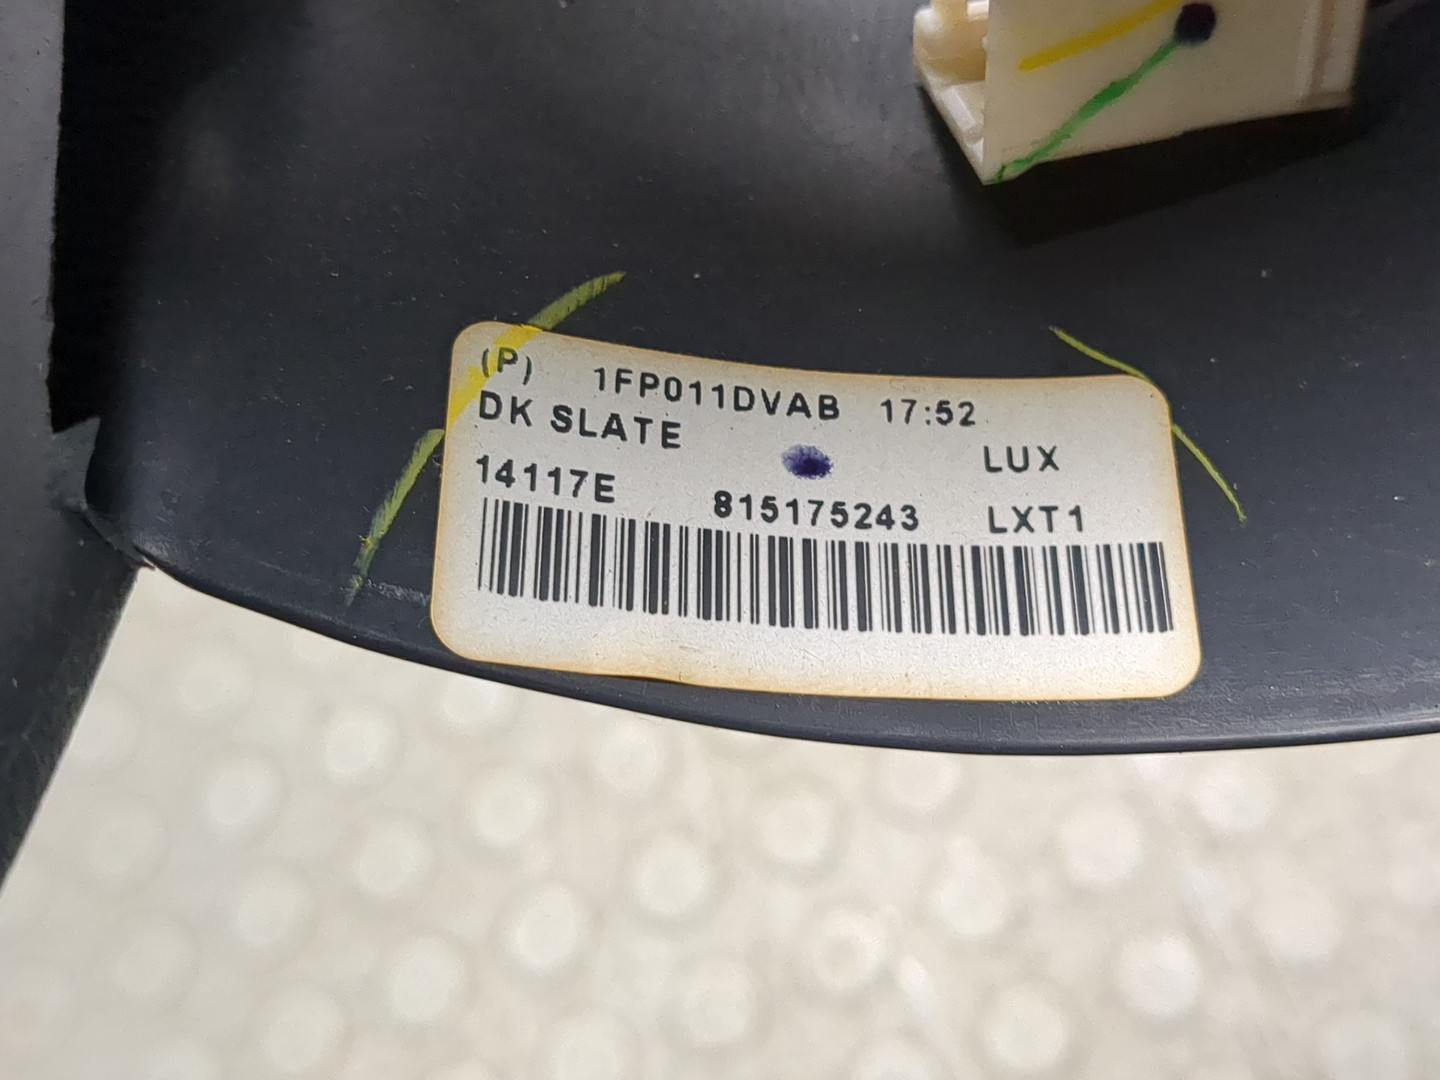 (P) 1FP011DVAB 17:52
DK SLATE LUX
14117E 815175243 LXT1